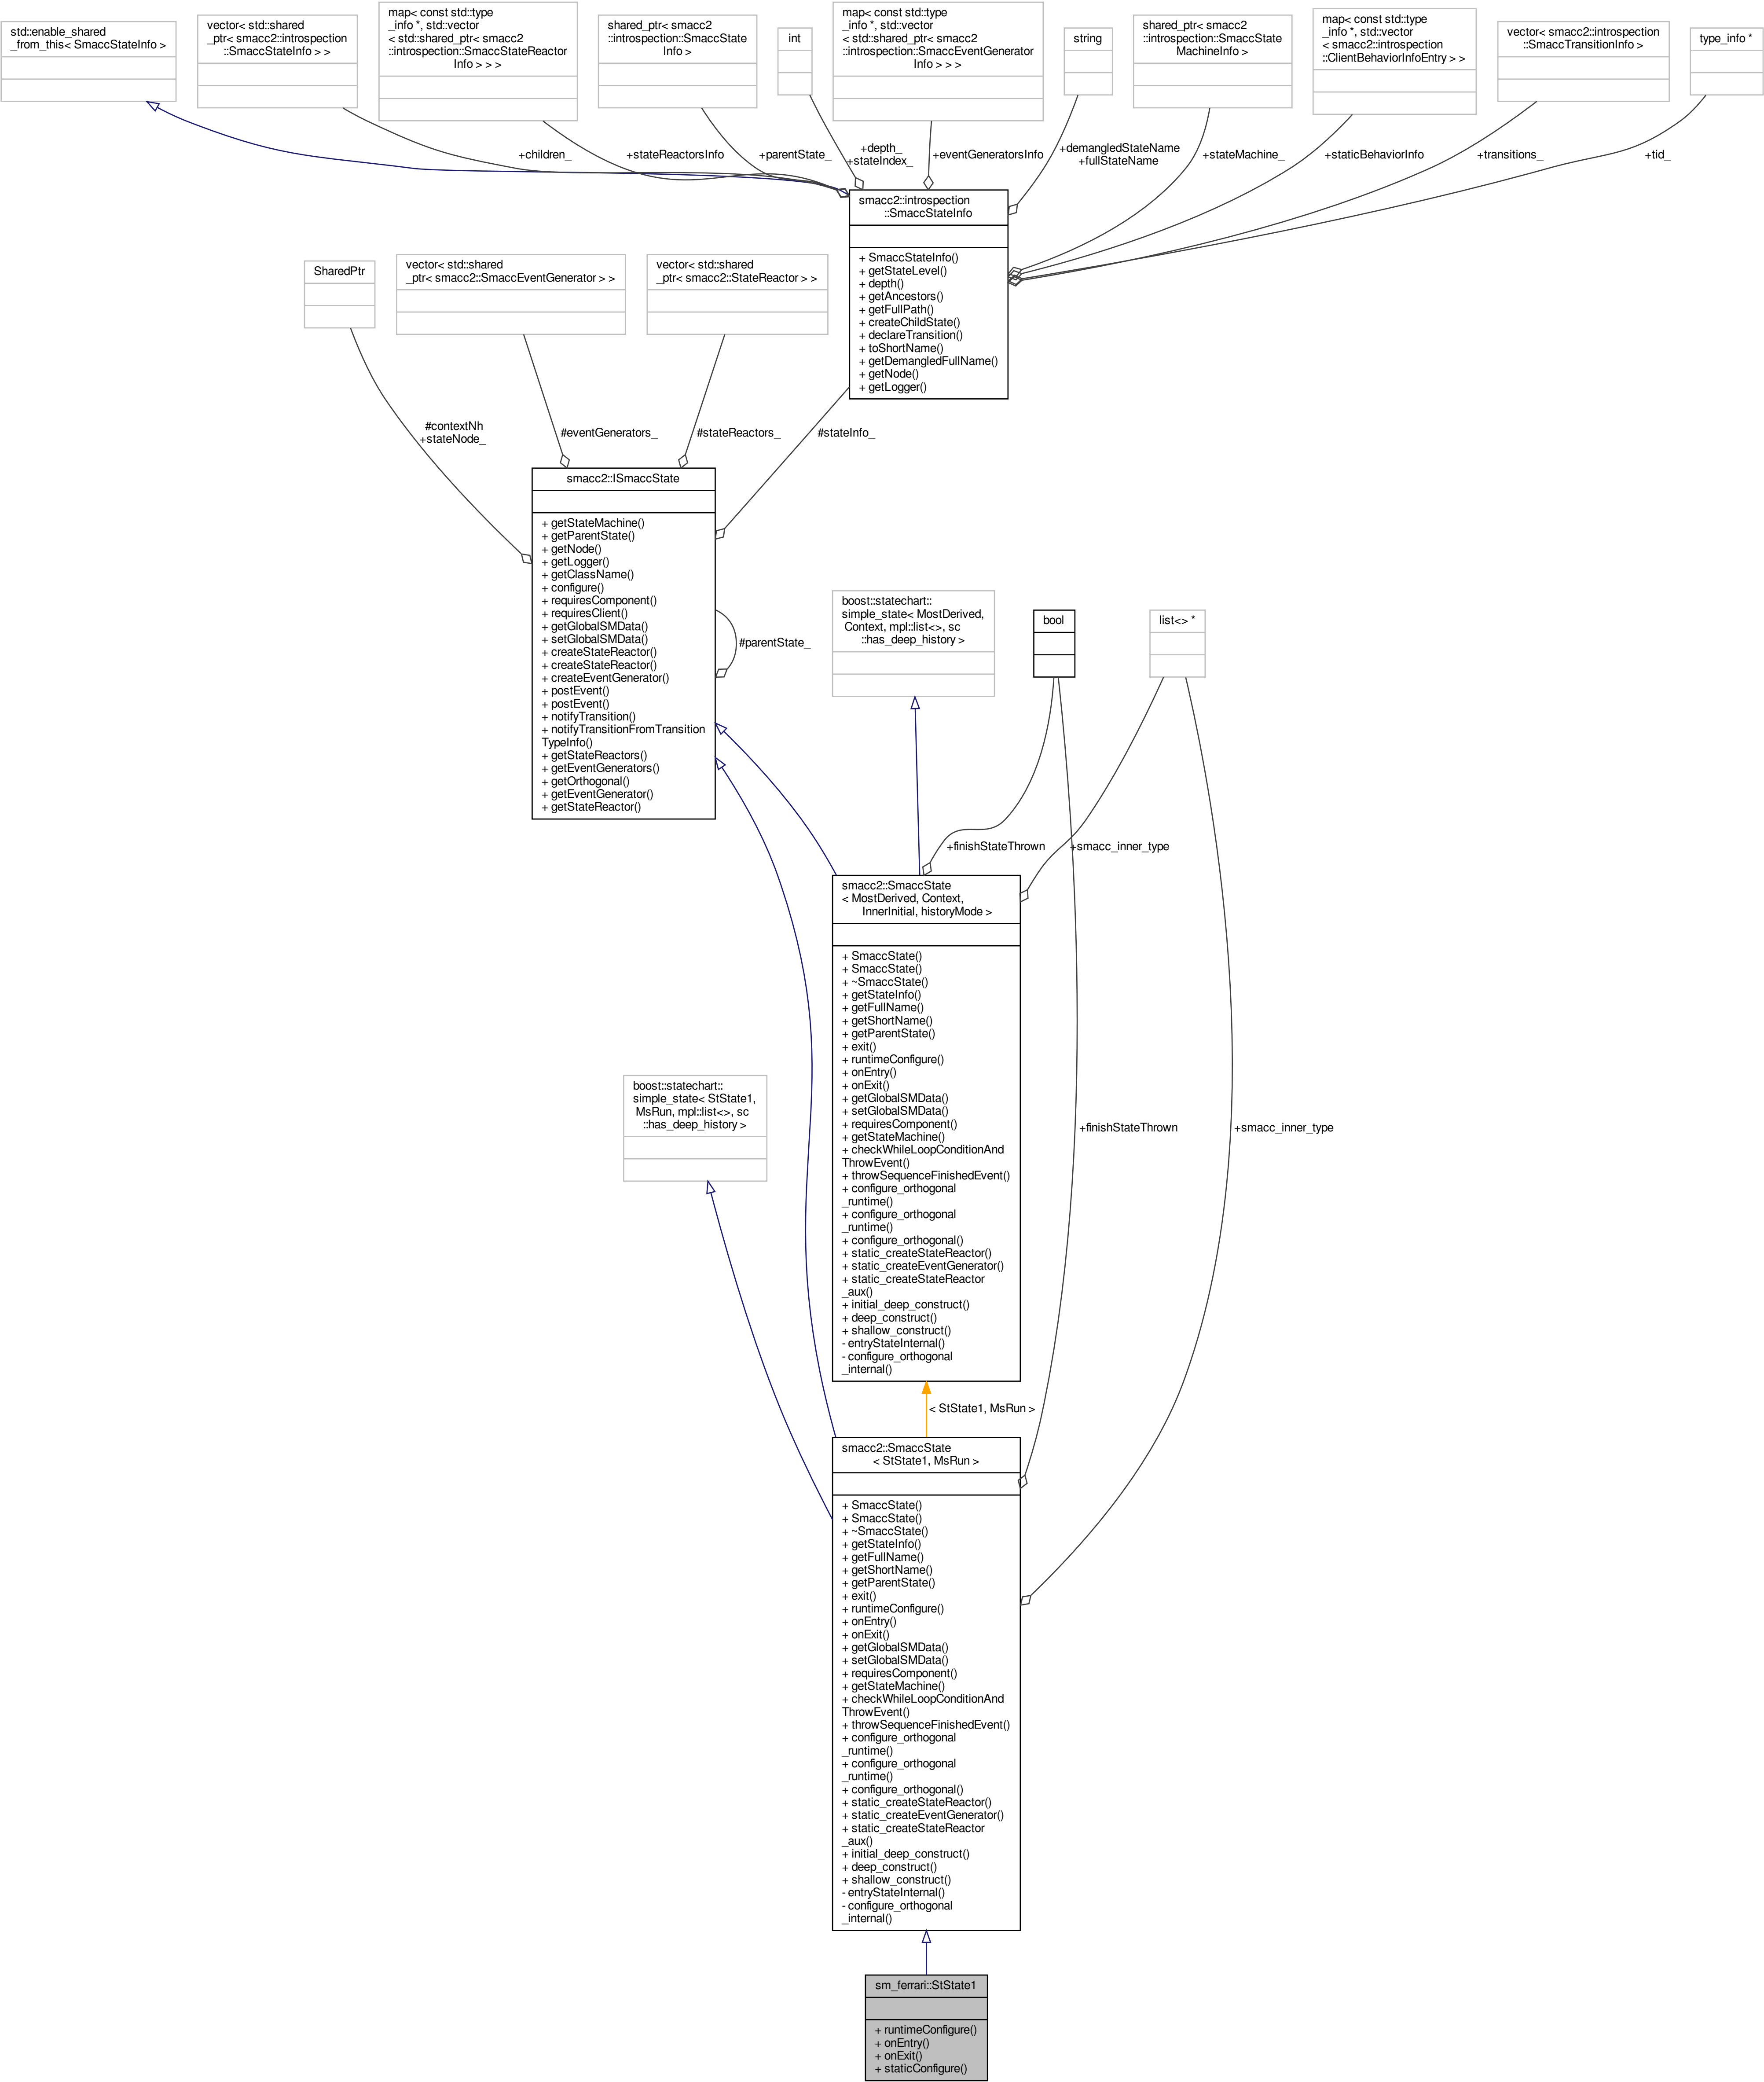 std::enable_shared
_from_this< SmaccStateInfo >
vector< std::shared
_ptr< smacc2::introspection
::SmaccStateInfo > >
map< const std::type
_info *, std::vector
< std::shared_ptr< smacc2
::introspection::SmaccStateReactor
Info > > >
shared_ptr< smacc2
::introspection::SmaccState
Info >
int
map< const std::type
_info *, std::vector
< std::shared_ptr< smacc2
::introspection::SmaccEventGenerator
Info > > >
string
shared_ptr< smacc2
::introspection::SmaccState
MachineInfo >
map< const std::type
_info *, std::vector
< smacc2::introspection
::ClientBehaviorInfoEntry > >
vector< smacc2::introspection
::SmaccTransitionInfo >
type_info *
+children_
+stateReactorsInfo
+parentState_
+depth_
+stateIndex_
+eventGeneratorsInfo
+demangledStateName
+fullStateName
+stateMachine_
+staticBehaviorInfo
+transitions_
+tid_
smacc2::introspection
::SmaccStateInfo
+ SmaccStateInfo()
+ getStateLevel()
+ depth()
+ getAncestors()
+ getFullPath()
+ createChildState()
+ declareTransition()
+ toShortName()
+ getDemangledFullName()
+ getNode()
+ getLogger()
SharedPtr
vector< std::shared
_ptr< smacc2::SmaccEventGenerator > >
vector< std::shared
_ptr< smacc2::StateReactor > >
#contextNh
+stateNode_
#eventGenerators_
#stateReactors_
#stateInfo_
smacc2::ISmaccState
+ getStateMachine()
+ getParentState()
+ getNode()
+ getLogger()
+ getClassName()
+ configure()
+ requiresComponent()
+ requiresClient()
+ getGlobalSMData()
+ setGlobalSMData()
+ createStateReactor()
+ createStateReactor()
+ createEventGenerator()
+ postEvent()
+ postEvent()
+ notifyTransition()
+ notifyTransitionFromTransition
TypeInfo()
+ getStateReactors()
+ getEventGenerators()
+ getOrthogonal()
+ getEventGenerator()
+ getStateReactor()
#parentState_
boost::statechart::
simple_state< MostDerived,
Context, mpl::list<>, sc
::has_deep_history >
bool
list<> *
+finishStateThrown
+smacc_inner_type
smacc2::SmaccState
< MostDerived, Context,
InnerInitial, historyMode >
+ SmaccState()
+ SmaccState()
+ ~SmaccState()
+ getStateInfo()
+ getFullName()
+ getShortName()
+ getParentState()
+ exit()
+ runtimeConfigure()
+ onEntry()
+ onExit()
+ getGlobalSMData()
+ setGlobalSMData()
+ requiresComponent()
+ getStateMachine()
+ checkWhileLoopConditionAnd
ThrowEvent()
+ throwSequenceFinishedEvent()
+ configure_orthogonal
_runtime()
+ configure_orthogonal
_runtime()
+ configure_orthogonal()
+ static_createStateReactor()
+ static_createEventGenerator()
+ static_createStateReactor
_aux()
+ initial_deep_construct()
+ deep_construct()
+ shallow_construct()
- entryStateInternal()
- configure_orthogonal
_internal()
boost::statechart::
simple_state< StState1,
MsRun, mpl::list<>, sc
::has_deep_history >
+finishStateThrown
+smacc_inner_type
< StState1, MsRun >
smacc2::SmaccState
< StState1, MsRun >
+ SmaccState()
+ SmaccState()
+ ~SmaccState()
+ getStateInfo()
+ getFullName()
+ getShortName()
+ getParentState()
+ exit()
+ runtimeConfigure()
+ onEntry()
+ onExit()
+ getGlobalSMData()
+ setGlobalSMData()
+ requiresComponent()
+ getStateMachine()
+ checkWhileLoopConditionAnd
ThrowEvent()
+ throwSequenceFinishedEvent()
+ configure_orthogonal
_runtime()
+ configure_orthogonal
_runtime()
+ configure_orthogonal()
+ static_createStateReactor()
+ static_createEventGenerator()
+ static_createStateReactor
_aux()
+ initial_deep_construct()
+ deep_construct()
+ shallow_construct()
- entryStateInternal()
- configure_orthogonal
_internal()
sm_ferrari::StState1
+ runtimeConfigure()
+ onEntry()
+ onExit()
+ staticConfigure()